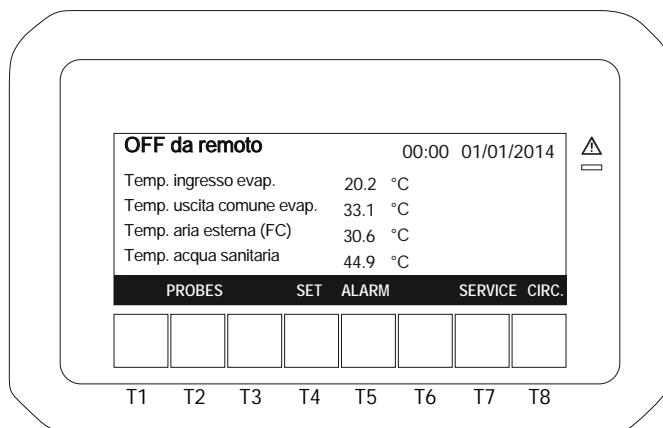 OFF da remoto 00:00 01/01/2014
Temp. ingresso evap. 20.2 °C
Temp. uscita comune evap. 33.1 °C
Temp. aria esterna (FC) 30.6 °C
Temp. acqua sanitaria 44.9 °C
PROBES SET ALARM SERVICE CIRC.
T1 T2 T3 T4 T5 T6 T7 T8